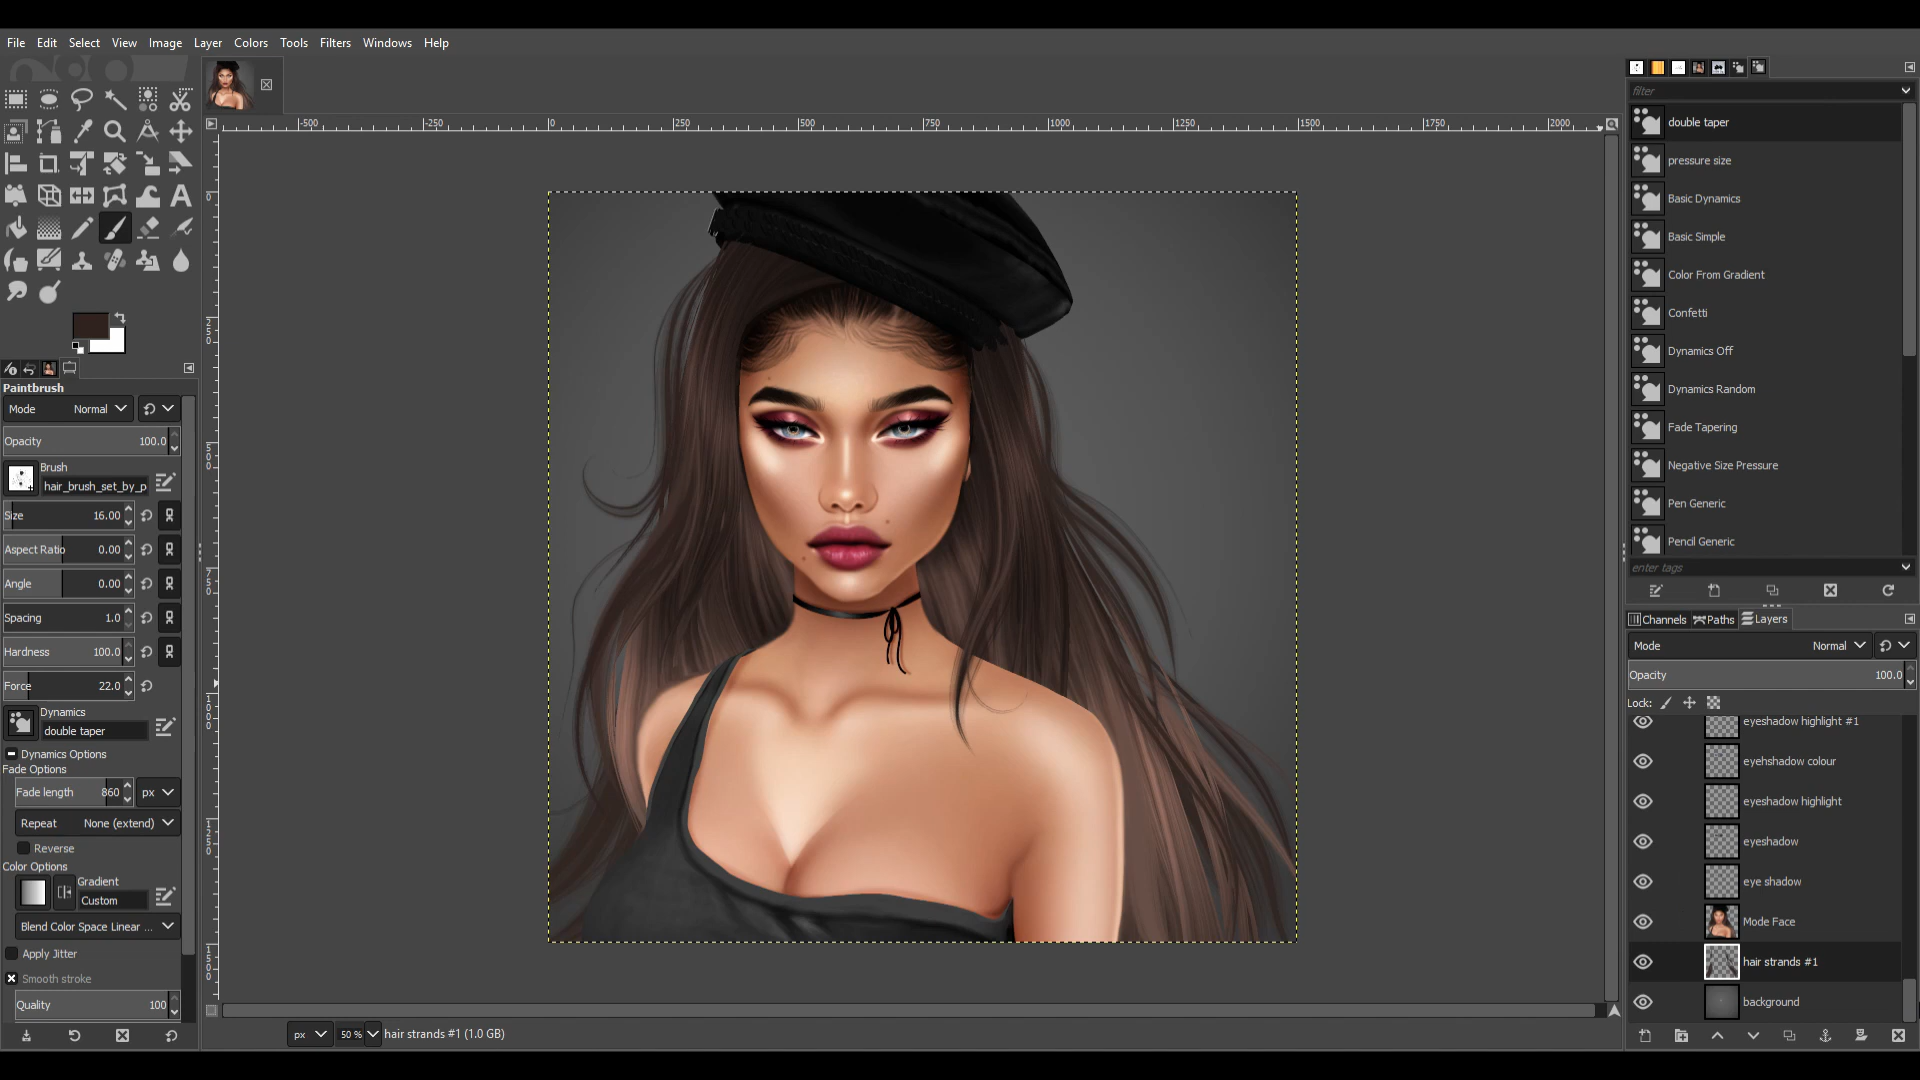 File Edit Select View Image Layer Colors Tools Filters Windows Help
-500 -250 0 250 500 750 1000 1250 1500 1750 2000
0
250
500
750
1000
1250
1500
Paintbrush
Mode Normal
Opacity 100.0
Brush
hair_brush_set_by_p
Size 16.00
Aspect Ratio 0.00
Angle 0.00
Spacing 1.0
Hardness 100.0
Force 22.0
Dynamics
double taper
Dynamics Options
Fade Options
Fade length 860 px
Repeat None (extend)
Reverse
Color Options
Gradient
Custom
Blend Color Space Linear ...
Apply Jitter
Smooth stroke
Quality 100
px 50 % hair strands #1 (1.0 GB)
filter
double taper
pressure size
Basic Dynamics
Basic Simple
Color From Gradient
Confetti
Dynamics Off
Dynamics Random
Fade Tapering
Negative Size Pressure
Pen Generic
Pencil Generic
enter tags
Channels Paths Layers
Mode Normal
Opacity 100.0
Lock:
eyeshadow highlight #1
eyehshadow colour
eyeshadow highlight
eyeshadow
eye shadow
Mode Face
hair strands #1
background